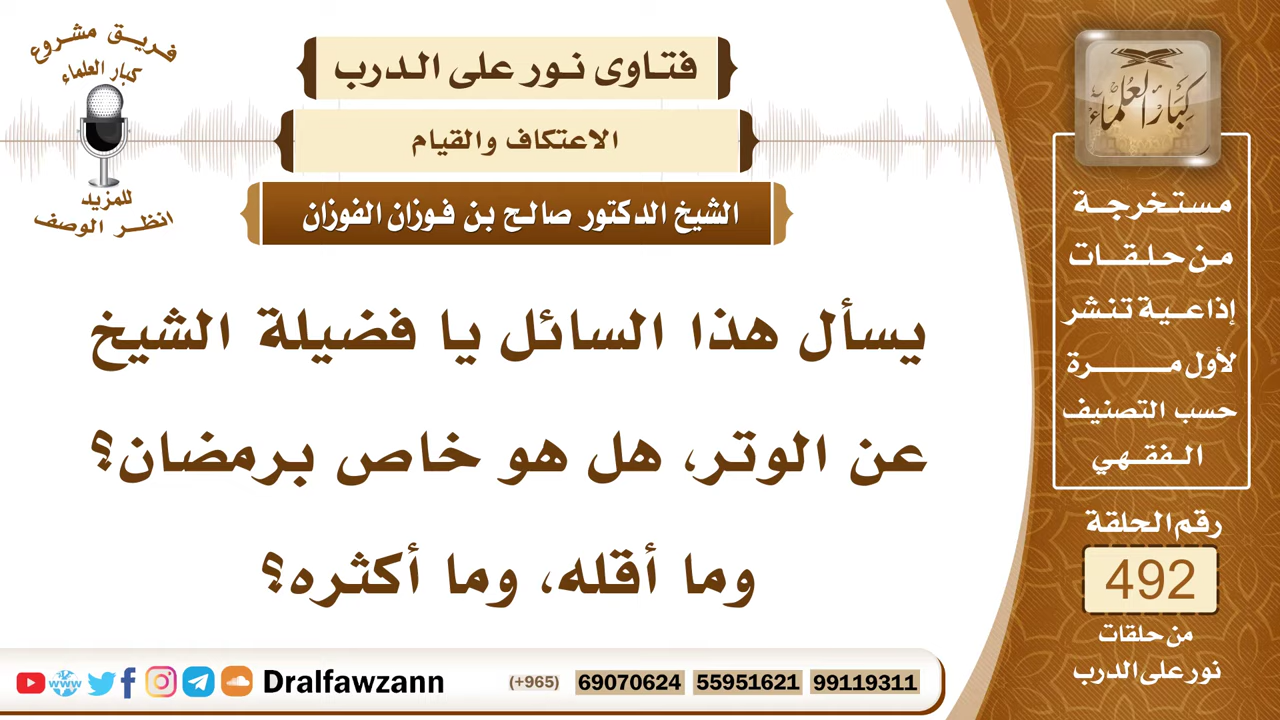 فريق مشروع
كبار العلماء
للمزيد
انظر الوصف
فتاوى نور على الدرب
الاعتكاف والقيام
الشيخ الدكتور صالح بن فوزان الفوزان
يسأل هذا السائل يا فضيلة الشيخ
عن الوتر، هل هو خاص برمضان؟
وما أقله، وما أكثره؟
كبار العلماء
مستخرجة
من حلقات
إذاعية تنشر
لأول مرة
حسب التصنيف
الفقهي
رقم الحلقة
492
من حلقات
نور على الدرب
www
Dralfawzann (+965) 69070624 55951621 99119311